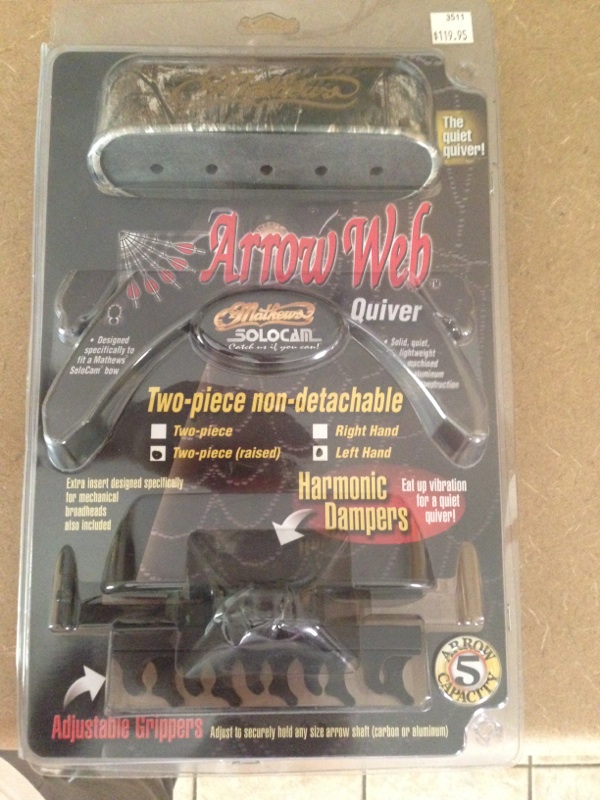 3511
$119.95
Mathews
The
quiet
quiver!
Arrow Web
Quiver
Mathews
SOLOCAM
Catch us if you can!
• Designed
specifically to
fit a Mathews
SoloCam® bow
• Solid, quiet,
lightweight
machined
aluminum
construction
Two-piece non-detachable
Two-piece
Right Hand
Two-piece (raised)
Left Hand
Extra insert designed specifically
for mechanical
broadheads
also included
Harmonic
Dampers
Eat up vibration
for a quiet
quiver!
ARROW
5
CAPACITY
Adjustable Grippers
Adjust to securely hold any size arrow shaft (carbon or aluminum)